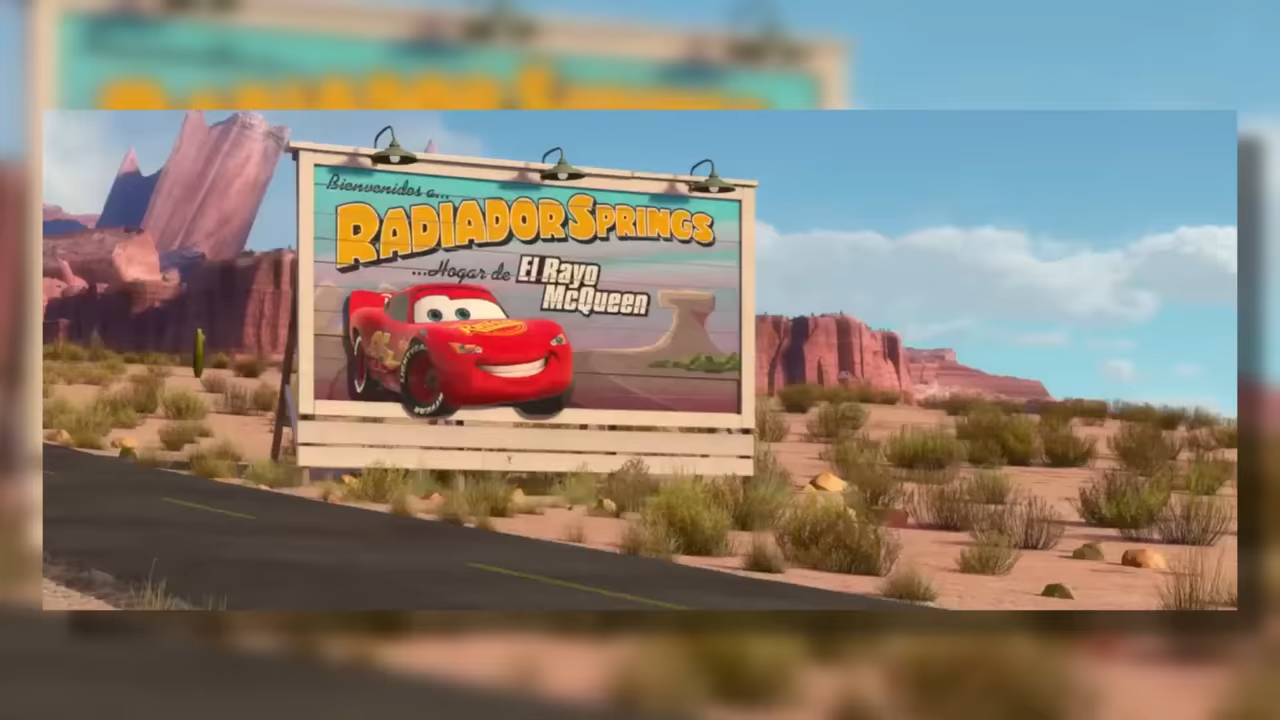 Bienvenidos a...
RADIADOR SPRINGS
...Hogar de El Rayo
McQueen